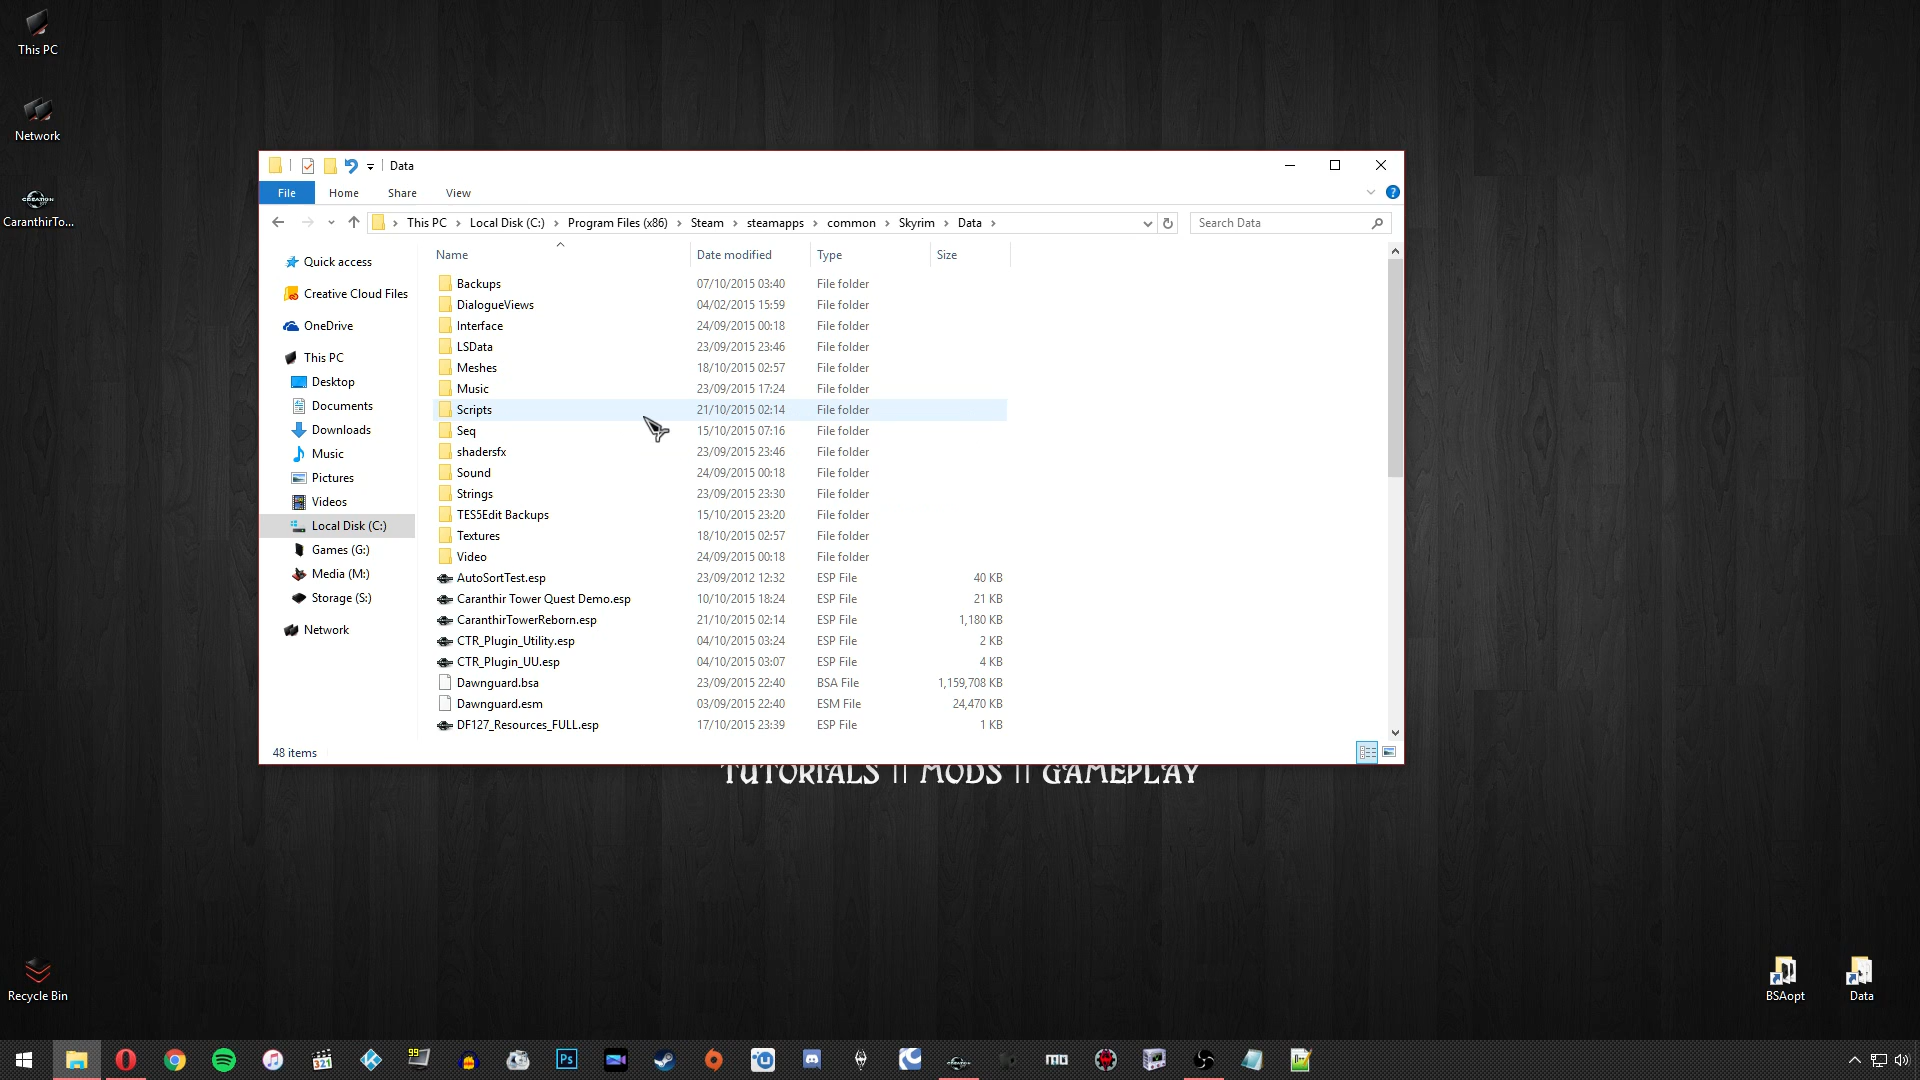 This PC
Network
CaranthirTo...
Data
File Home Share View
This PC Local Disk (C:) Program Files (x86) Steam steamapps common Skyrim Data
Search Data
Quick access
Creative Cloud Files
OneDrive
This PC
Desktop
Documents
Downloads
Music
Pictures
Videos
Local Disk (C:)
Games (G:)
Media (M:)
Storage (S:)
Network
Name Date modified Type Size
Backups 07/10/2015 03:40 File folder
DialogueViews 04/02/2015 15:59 File folder
Interface 24/09/2015 00:18 File folder
LSData 23/09/2015 23:46 File folder
Meshes 18/10/2015 02:57 File folder
Music 23/09/2015 17:24 File folder
Scripts 21/10/2015 02:14 File folder
Seq 15/10/2015 07:16 File folder
shadersfx 23/09/2015 23:46 File folder
Sound 24/09/2015 00:18 File folder
Strings 23/09/2015 23:30 File folder
TES5Edit Backups 15/10/2015 23:20 File folder
Textures 18/10/2015 02:57 File folder
Video 24/09/2015 00:18 File folder
AutoSortTest.esp 23/09/2012 12:32 ESP File 40 KB
Caranthir Tower Quest Demo.esp 10/10/2015 18:24 ESP File 21 KB
CaranthirTowerReborn.esp 21/10/2015 02:14 ESP File 1,180 KB
CTR_Plugin_Utility.esp 04/10/2015 03:24 ESP File 2 KB
CTR_Plugin_UU.esp 04/10/2015 03:07 ESP File 4 KB
Dawnguard.bsa 23/09/2015 22:40 BSA File 1,159,708 KB
Dawnguard.esm 03/09/2015 22:40 ESM File 24,470 KB
DF127_Resources_FULL.esp 17/10/2015 23:39 ESP File 1 KB
48 items
TUTORIALS || MODS || GAMEPLAY
Recycle Bin
BSAopt
Data
321
99
Ps
MO